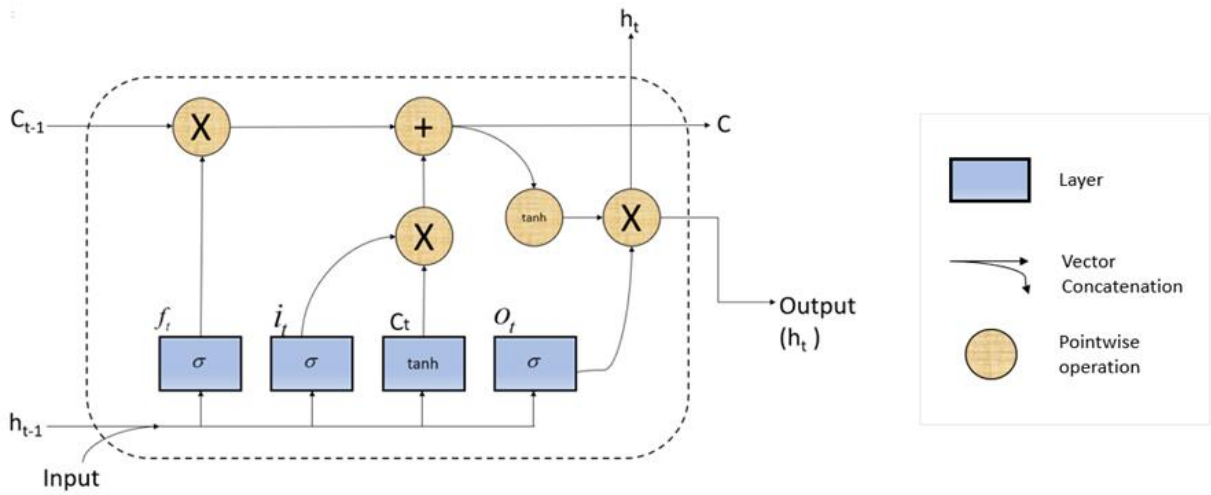 h_t
C_t-1
X
+
C
tanh
X
X
f_t
i_t
C_t
O_t
σ
σ
tanh
σ
Output
(h_t )
h_t-1
Input
Layer
Vector
Concatenation
Pointwise
operation